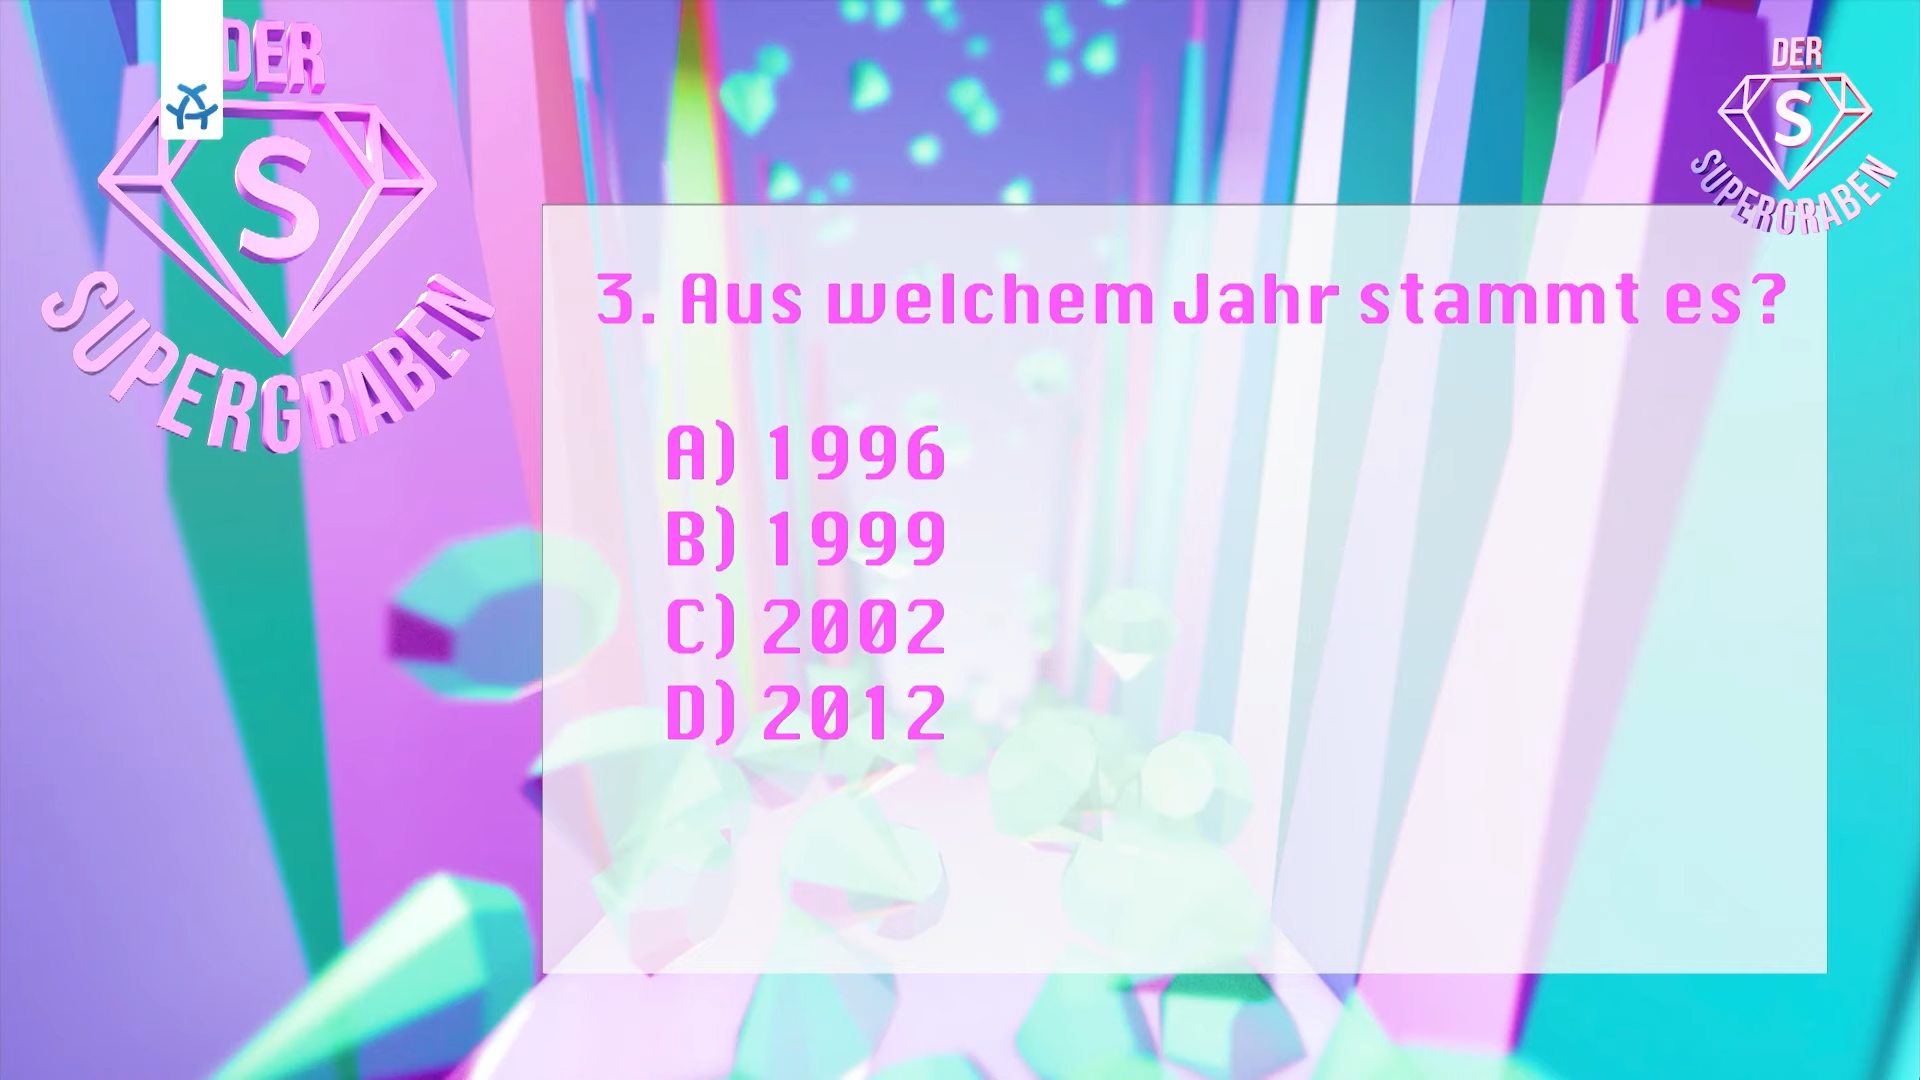 DER
S
SUPERGRABEN
DER
S
SUPERGRABEN
3. Aus welchem Jahr stammt es?
A) 1996
B) 1999
C) 2002
D) 2012